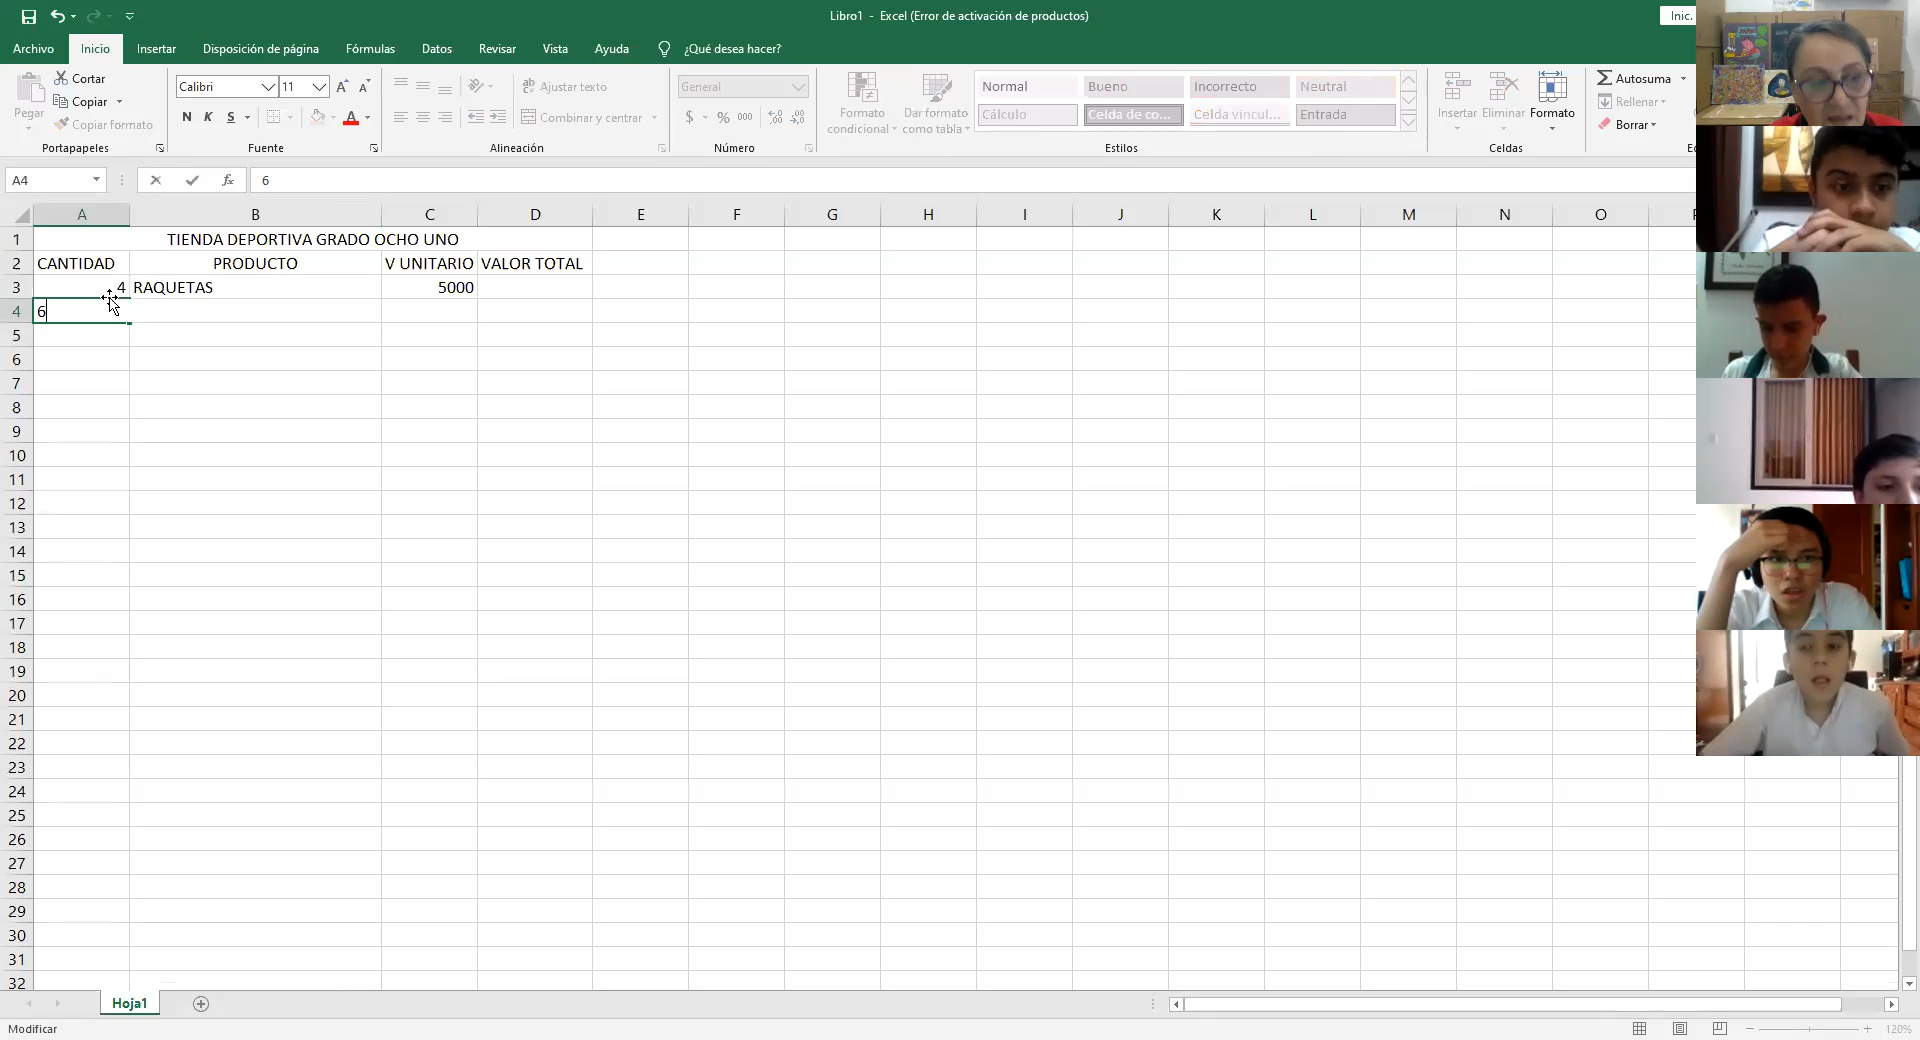 Libro1 - Excel (Error de activación de productos)
Inic.
Archivo Inicio Insertar Disposición de página Fórmulas Datos Revisar Vista Ayuda ¿Qué desea hacer?
Pegar
Cortar
Copiar
Copiar formato
Portapapeles
Calibri 11
N K S
Fuente
Ajustar texto
Combinar y centrar
Alineación
General
$ % 000
Número
Formato condicional
Dar formato como tabla
Normal Bueno Incorrecto Neutral
Cálculo Celda de co... Celda vincul... Entrada
Estilos
Insertar Eliminar Formato
Celdas
Autosuma
Rellenar
Borrar
A4 fx 6
A B C D E F G H I J K L M N O
1 TIENDA DEPORTIVA GRADO OCHO UNO
2 CANTIDAD PRODUCTO V UNITARIO VALOR TOTAL
3 4 RAQUETAS 5000
4 6
5
6
7
8
9
10
11
12
13
14
15
16
17
18
19
20
21
22
23
24
25
26
27
28
29
30
31
32
Hoja1
Modificar
120%